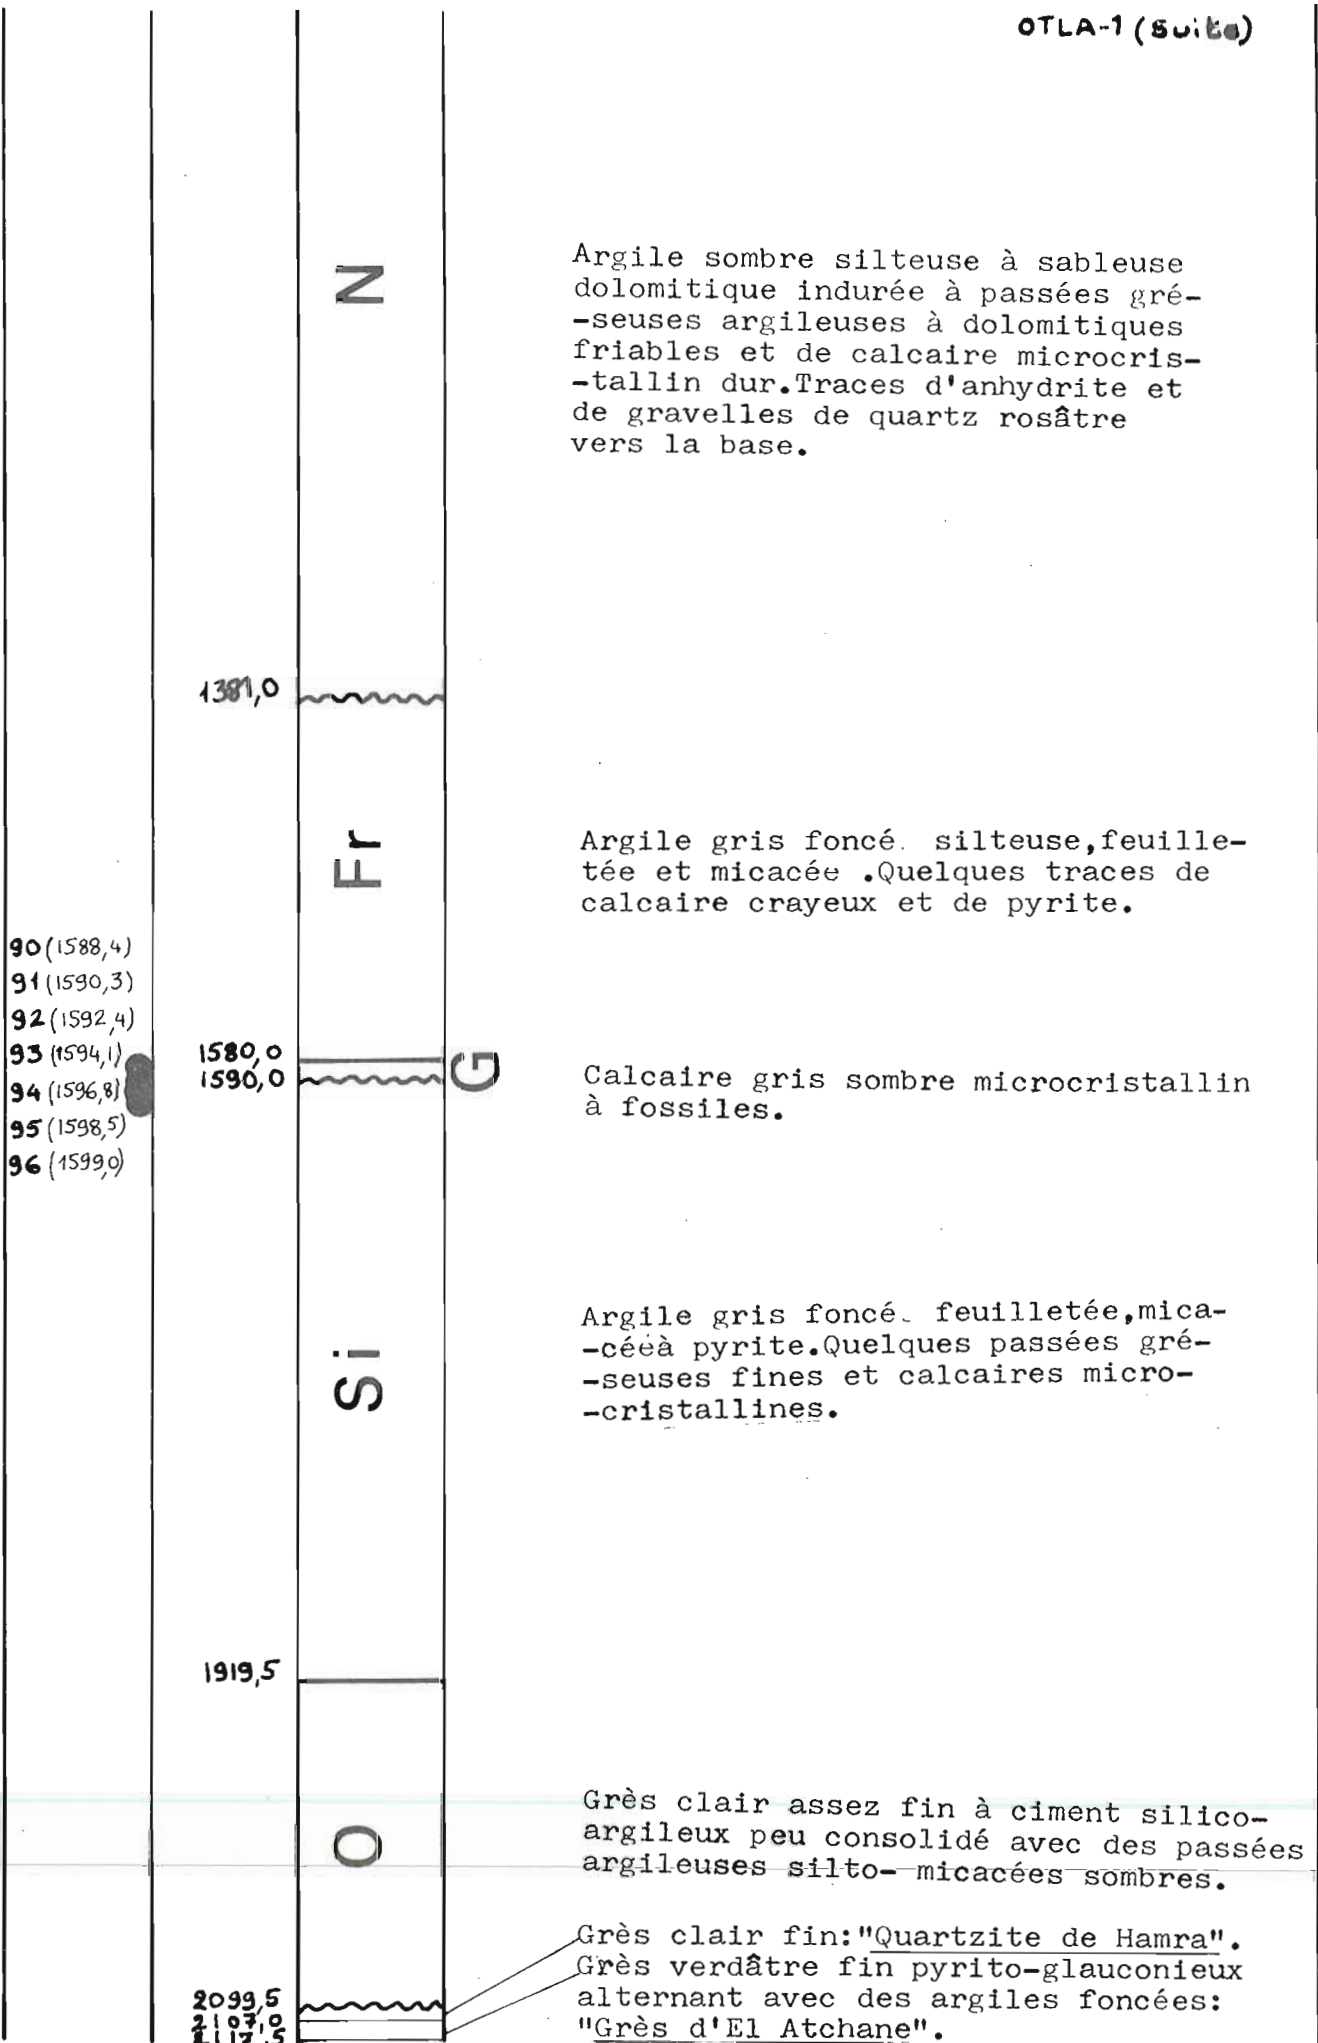 OTLA-1 (Suite)
N
Argile sombre silteuse à sableuse
dolomitique indurée à passées gré-
-seuses argileuses à dolomitiques
friables et de calcaire microcris-
-tallin dur.Traces d'anhydrite et
de gravelles de quartz rosâtre
vers la base.
1381,0
Fr
Argile gris foncé. silteuse,feuille-
tée et micacée .Quelques traces de
calcaire crayeux et de pyrite.
90 (1588,4)
91 (1590,3)
92 (1592,4)
93 (1594,1)
94 (1596,8)
95 (1598,5)
96 (1599,0)
1580,0
1590,0
G
Calcaire gris sombre microcristallin
à fossiles.
Si
Argile gris foncé. feuilletée,mica-
-céeà pyrite.Quelques passées gré-
-seuses fines et calcaires micro-
-cristallines.
1919,5
O
Grès clair assez fin à ciment silico-
argileux peu consolidé avec des passées
argileuses silto- micacées sombres.
Grès clair fin:"Quartzite de Hamra".
Grès verdâtre fin pyrito-glauconieux
alternant avec des argiles foncées:
"Grès d'El Atchane".
2099,5
2107,0